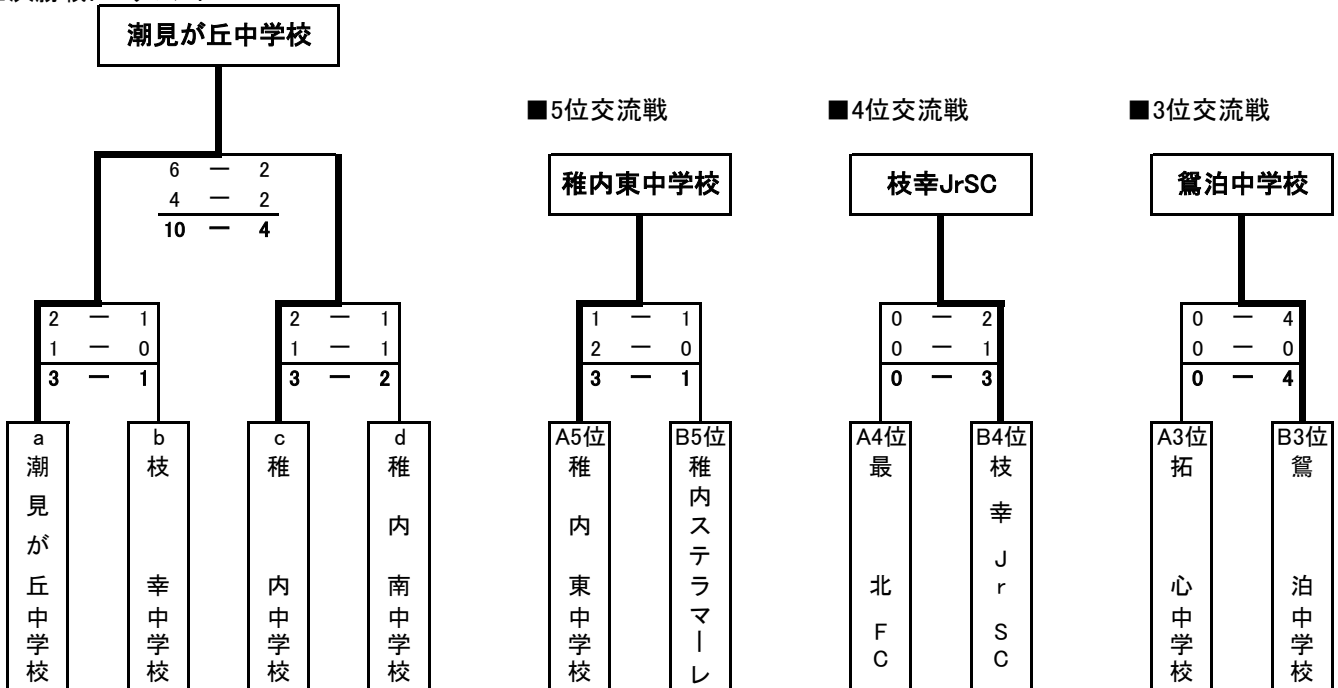 潮見が丘中学校
■5位交流戦
■4位交流戦
■3位交流戦
稚内東中学校
枝幸JrSC
鴛泊中学校
6 － 2
4 － 2
10 － 4
2 － 1
1 － 0
3 － 1
2 － 1
1 － 1
3 － 2
1 － 1
2 － 0
3 － 1
0 － 2
0 － 1
0 － 3
0 － 4
0 － 0
0 － 4
a
潮見が丘中学校
b
枝幸中学校
c
稚内中学校
d
稚内南中学校
A5位
稚内東中学校
B5位
稚内ステラマーレ
A4位
最北FC
B4位
枝幸JrSC
A3位
拓心中学校
B3位
鴛泊中学校